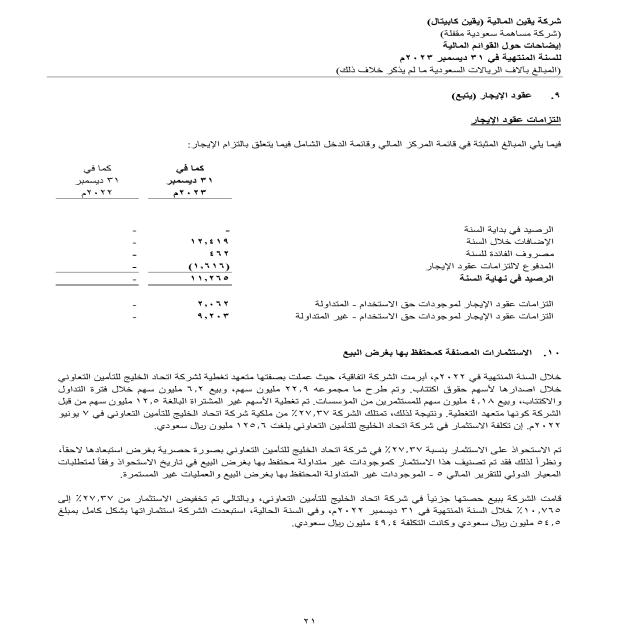 شركة يقين المالية (يقين كابيتال)
(شركة مساهمة سعودية مقفلة)
إيضاحات حول القوائم المالية
للسنة المنتهية في ٣١ ديسمبر ٢٠٢٣م
(المبالغ بآلاف الريالات السعودية ما لم يذكر خلاف ذلك)
٩. عقود الإيجار (يتبع)
التزامات عقود الإيجار
فيما يلي المبالغ المثبتة في قائمة المركز المالي وقائمة الدخل الشامل فيما يتعلق بالتزام الإيجار:
كما في كما في
٣١ ديسمبر ٣١ ديسمبر
٢٠٢٣م ٢٠٢٢م
الرصيد في بداية السنة - -
الإضافات خلال السنة ١٢,٤١٩ -
مصروف الفائدة للسنة ٤٦٢ -
المدفوع لالتزامات عقود الإيجار (١,٦١٦) -
الرصيد في نهاية السنة ١١,٢٦٥ -
التزامات عقود الإيجار لموجودات حق الاستخدام - المتداولة ٢,٠٦٢ -
التزامات عقود الإيجار لموجودات حق الاستخدام - غير المتداولة ٩,٢٠٣ -
١٠. الاستثمارات المصنفة كمحتفظ بها بغرض البيع
خلال السنة المنتهية في ٢٠٢٢م، أبرمت الشركة اتفاقية، حيث عملت بصفتها متعهد تغطية لشركة اتحاد الخليج للتأمين التعاوني
خلال اصدارها لأسهم حقوق اكتتاب. وتم طرح ما مجموعه ٢٢,٩ مليون سهم، وبيع ٦,٢ مليون سهم خلال فترة التداول
والاكتتاب، وبيع ٤,١٨ مليون سهم للمستثمرين من المؤسسات. تم تغطية الأسهم غير المشتراة البالغة ١٢,٥ مليون سهم من قبل
الشركة كونها متعهد التغطية. ونتيجة لذلك، تمتلك الشركة ٢٧,٣٧٪ من ملكية شركة اتحاد الخليج للتأمين التعاوني في ٧ يونيو
٢٠٢٢م. إن تكلفة الاستثمار في شركة اتحاد الخليج للتأمين التعاوني بلغت ١٢٥,٦ مليون ريال سعودي.
تم الاستحواذ على الاستثمار بنسبة ٢٧,٣٧٪ في شركة اتحاد الخليج للتأمين التعاوني بصورة حصرية بغرض استبعادها لاحقاً،
ونظراً لذلك فقد تم تصنيف هذا الاستثمار كموجودات غير متداولة محتفظ بها بغرض البيع في تاريخ الاستحواذ وفقاً لمتطلبات
المعيار الدولي للتقرير المالي ٥ - الموجودات غير المتداولة المحتفظ بها بغرض البيع والعمليات غير المستمرة.
قامت الشركة ببيع حصتها جزئياً في شركة اتحاد الخليج للتأمين التعاوني، وبالتالي تم تخفيض الاستثمار من ٢٧,٣٧٪ إلى
١٠,٧٦٥٪ خلال السنة المنتهية في ٣١ ديسمبر ٢٠٢٢م، وفي السنة الحالية، استبعدت الشركة استثماراتها بشكل كامل بمبلغ
٥٤,٥ مليون ريال سعودي وكانت التكلفة ٤٩,٤ مليون ريال سعودي.
٢١